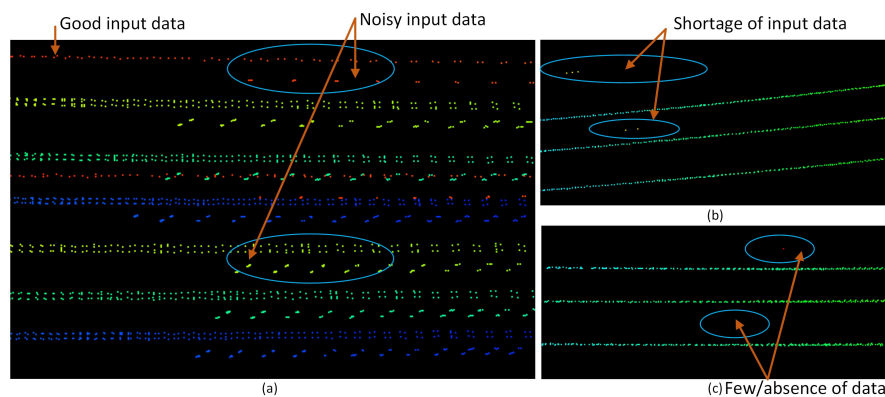 Good input data
Noisy input data
Shortage of input data
(a)
(b)
(c)
Few/absence of data